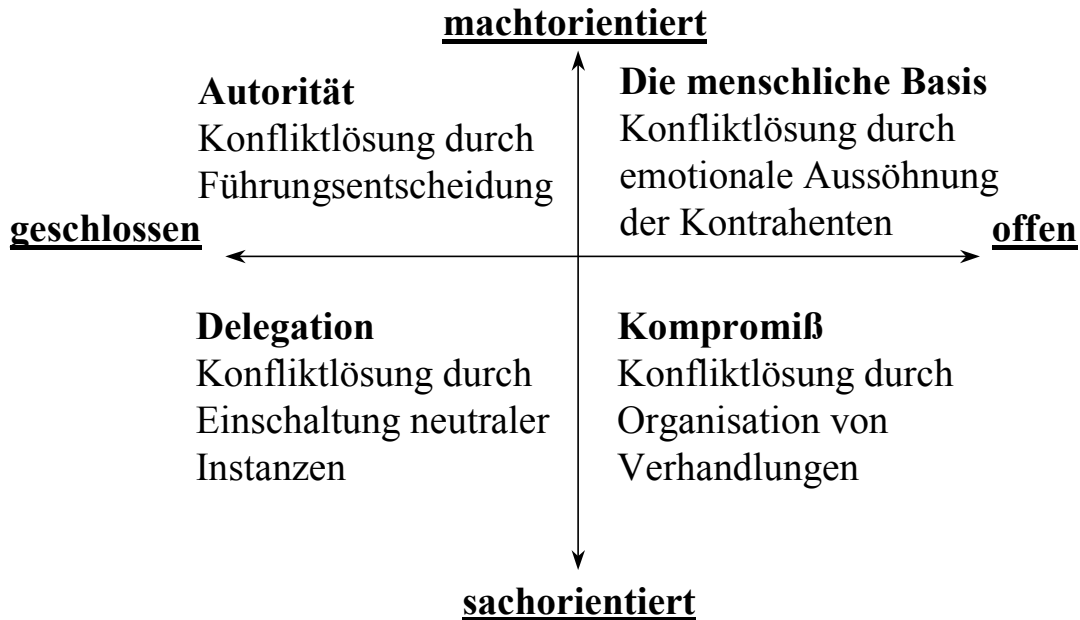 machtorientiert
Autorität
Konfliktlösung durch
Führungsentscheidung
Die menschliche Basis
Konfliktlösung durch
emotionale Aussöhnung
der Kontrahenten
geschlossen
offen
Delegation
Konfliktlösung durch
Einschaltung neutraler
Instanzen
Kompromiß
Konfliktlösung durch
Organisation von
Verhandlungen
sachorientiert